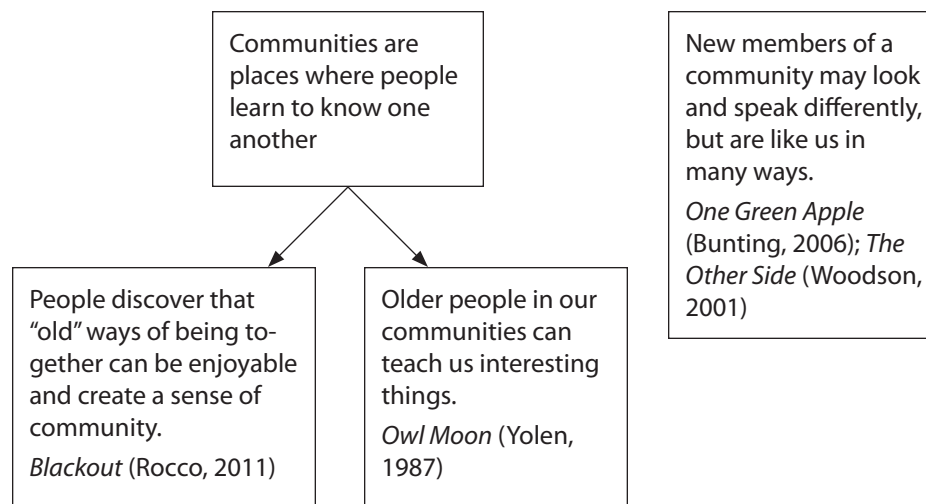 Communities are
places where people
learn to know one
another
New members of a
community may look
and speak differently,
but are like us in
many ways.
One Green Apple
(Bunting, 2006); The
Other Side (Woodson,
2001)
People discover that
“old” ways of being to-
gether can be enjoyable
and create a sense of
community.
Blackout (Rocco, 2011)
Older people in our
communities can
teach us interesting
things.
Owl Moon (Yolen,
1987)